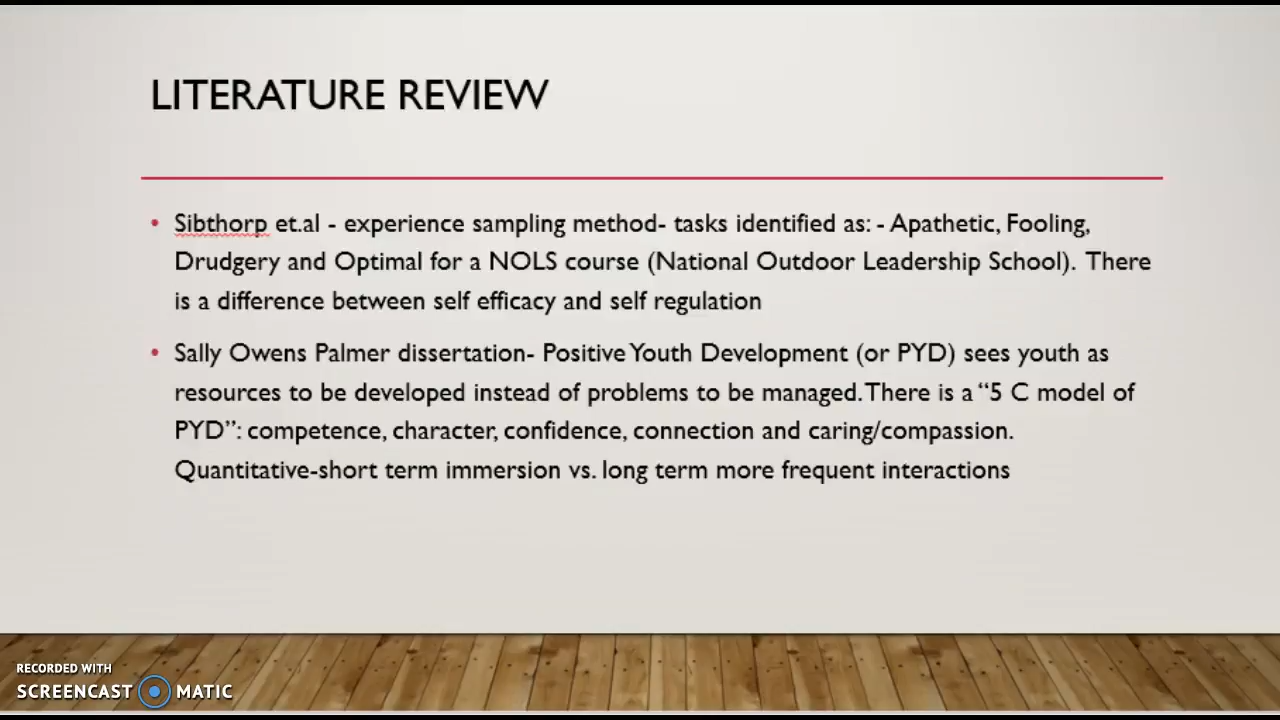 LITERATURE REVIEW
• Sibthorp et.al - experience sampling method- tasks identified as: - Apathetic, Fooling,
Drudgery and Optimal for a NOLS course (National Outdoor Leadership School).  There
is a difference between self efficacy and self regulation
• Sally Owens Palmer dissertation- Positive Youth Development (or PYD) sees youth as
resources to be developed instead of problems to be managed. There is a “5 C model of
PYD”: competence, character, confidence, connection and caring/compassion.
Quantitative-short term immersion vs. long term more frequent interactions
RECORDED WITH
SCREENCAST MATIC